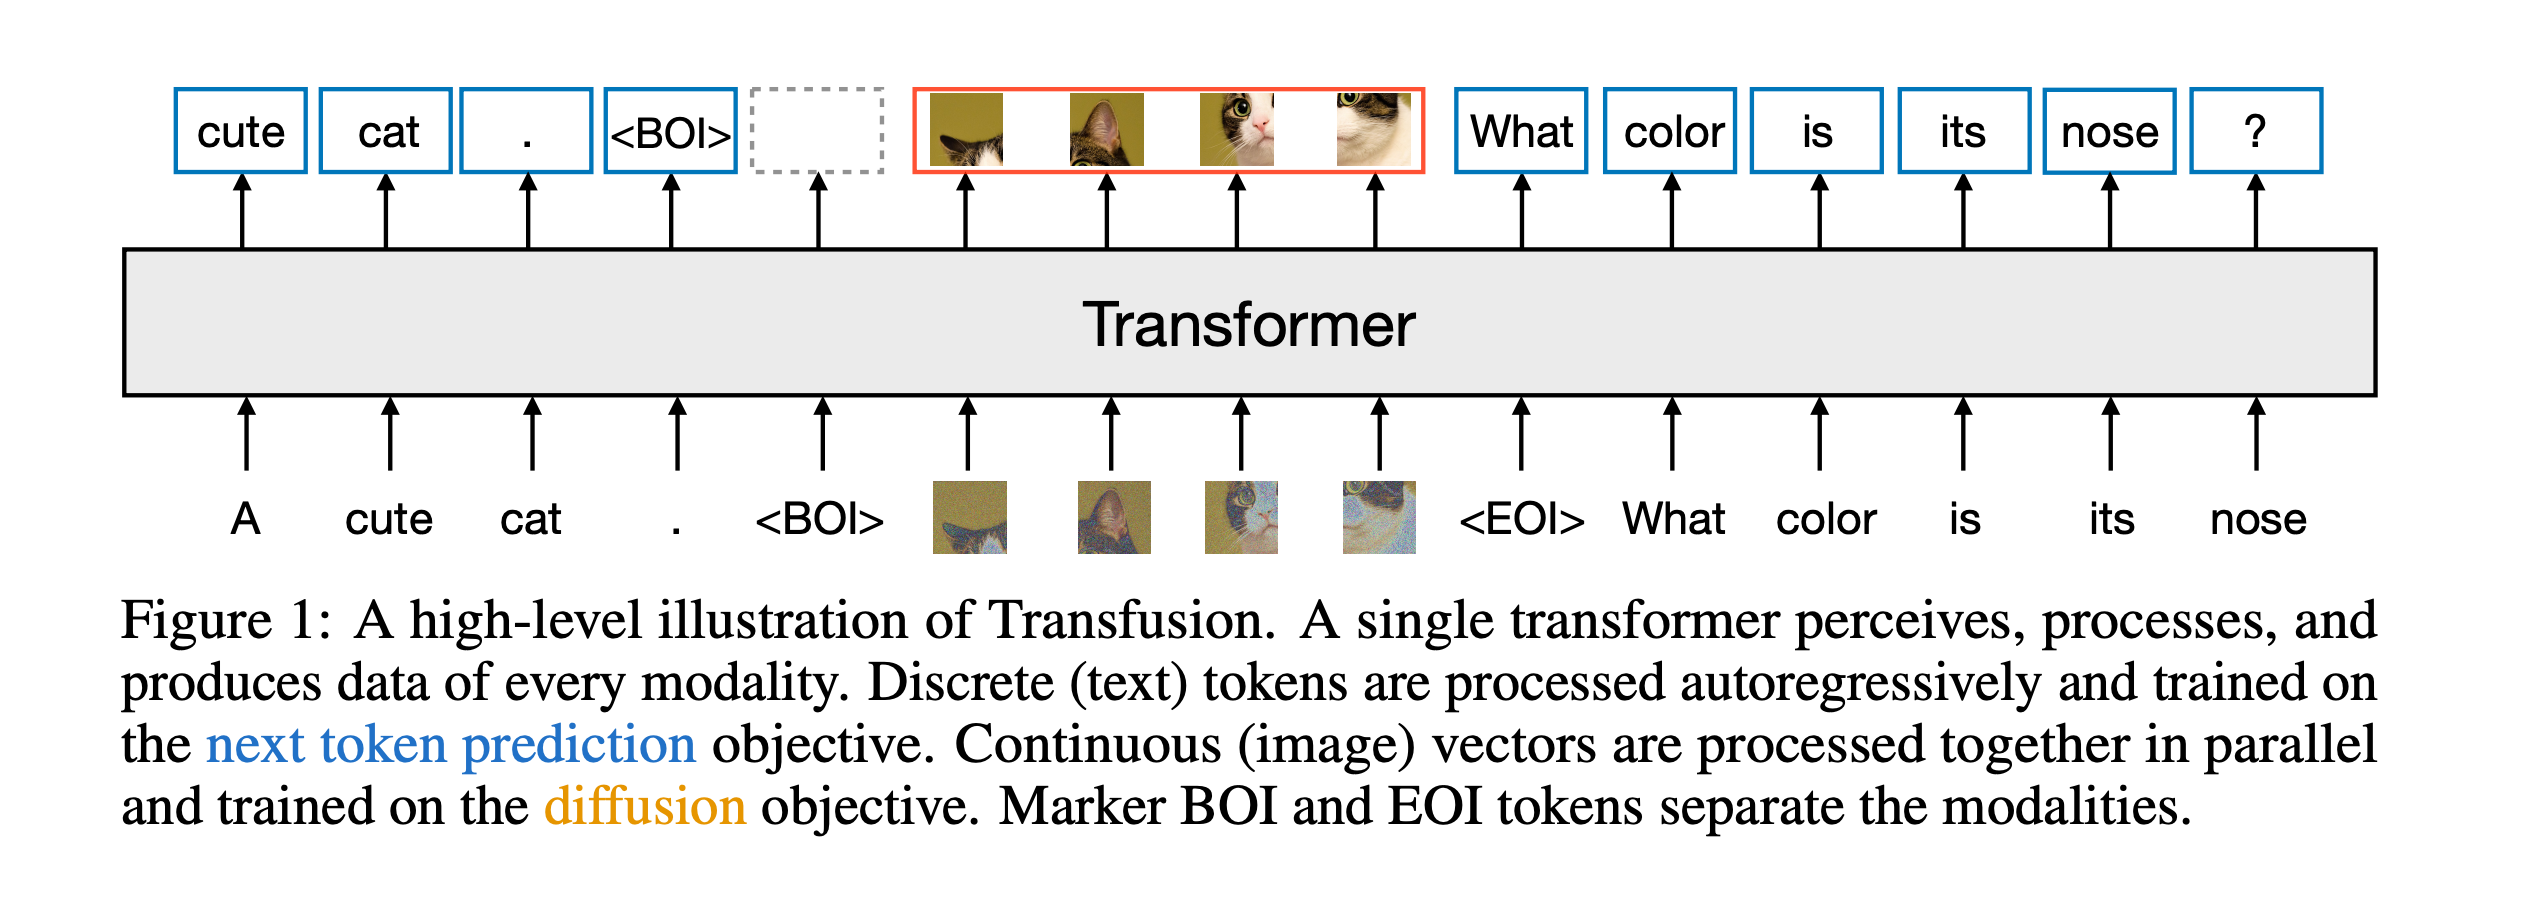 cute cat . <BOI> What color is its nose ?
Transformer
A cute cat . <BOI> <EOI> What color is its nose
Figure 1: A high-level illustration of Transfusion. A single transformer perceives, processes, and
produces data of every modality. Discrete (text) tokens are processed autoregressively and trained on
the next token prediction objective. Continuous (image) vectors are processed together in parallel
and trained on the diffusion objective. Marker BOI and EOI tokens separate the modalities.